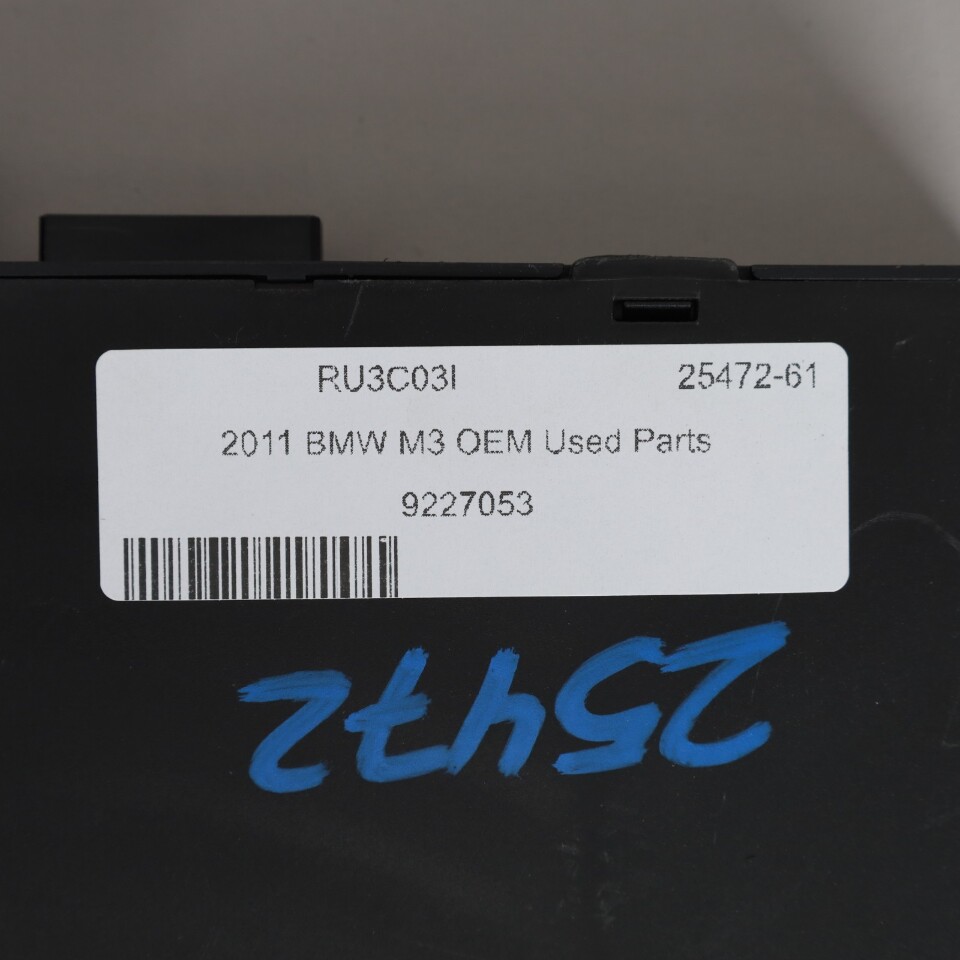 RU3C03I 25472-61
2011 BMW M3 OEM Used Parts
9227053
25472